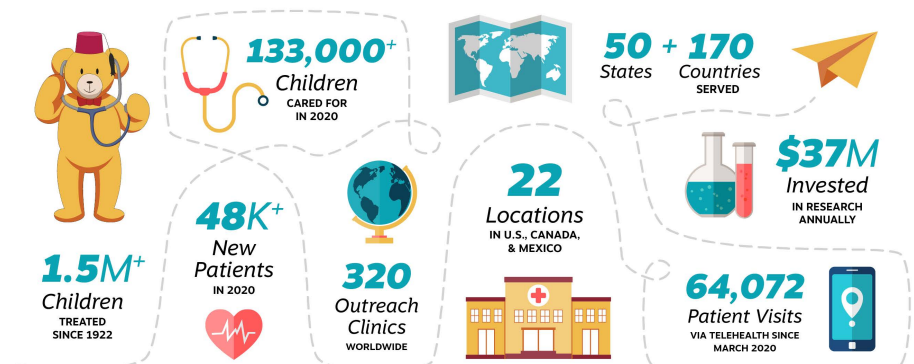 133,000+
Children
CARED FOR
IN 2020
50 + 170
States Countries
SERVED
$37M
Invested
IN RESEARCH
ANNUALLY
22
Locations
IN U.S., CANADA,
& MEXICO
48K+
New
Patients
IN 2020
1.5M+
Children
TREATED
SINCE 1922
320
Outreach
Clinics
WORLDWIDE
64,072
Patient Visits
VIA TELEHEALTH SINCE
MARCH 2020